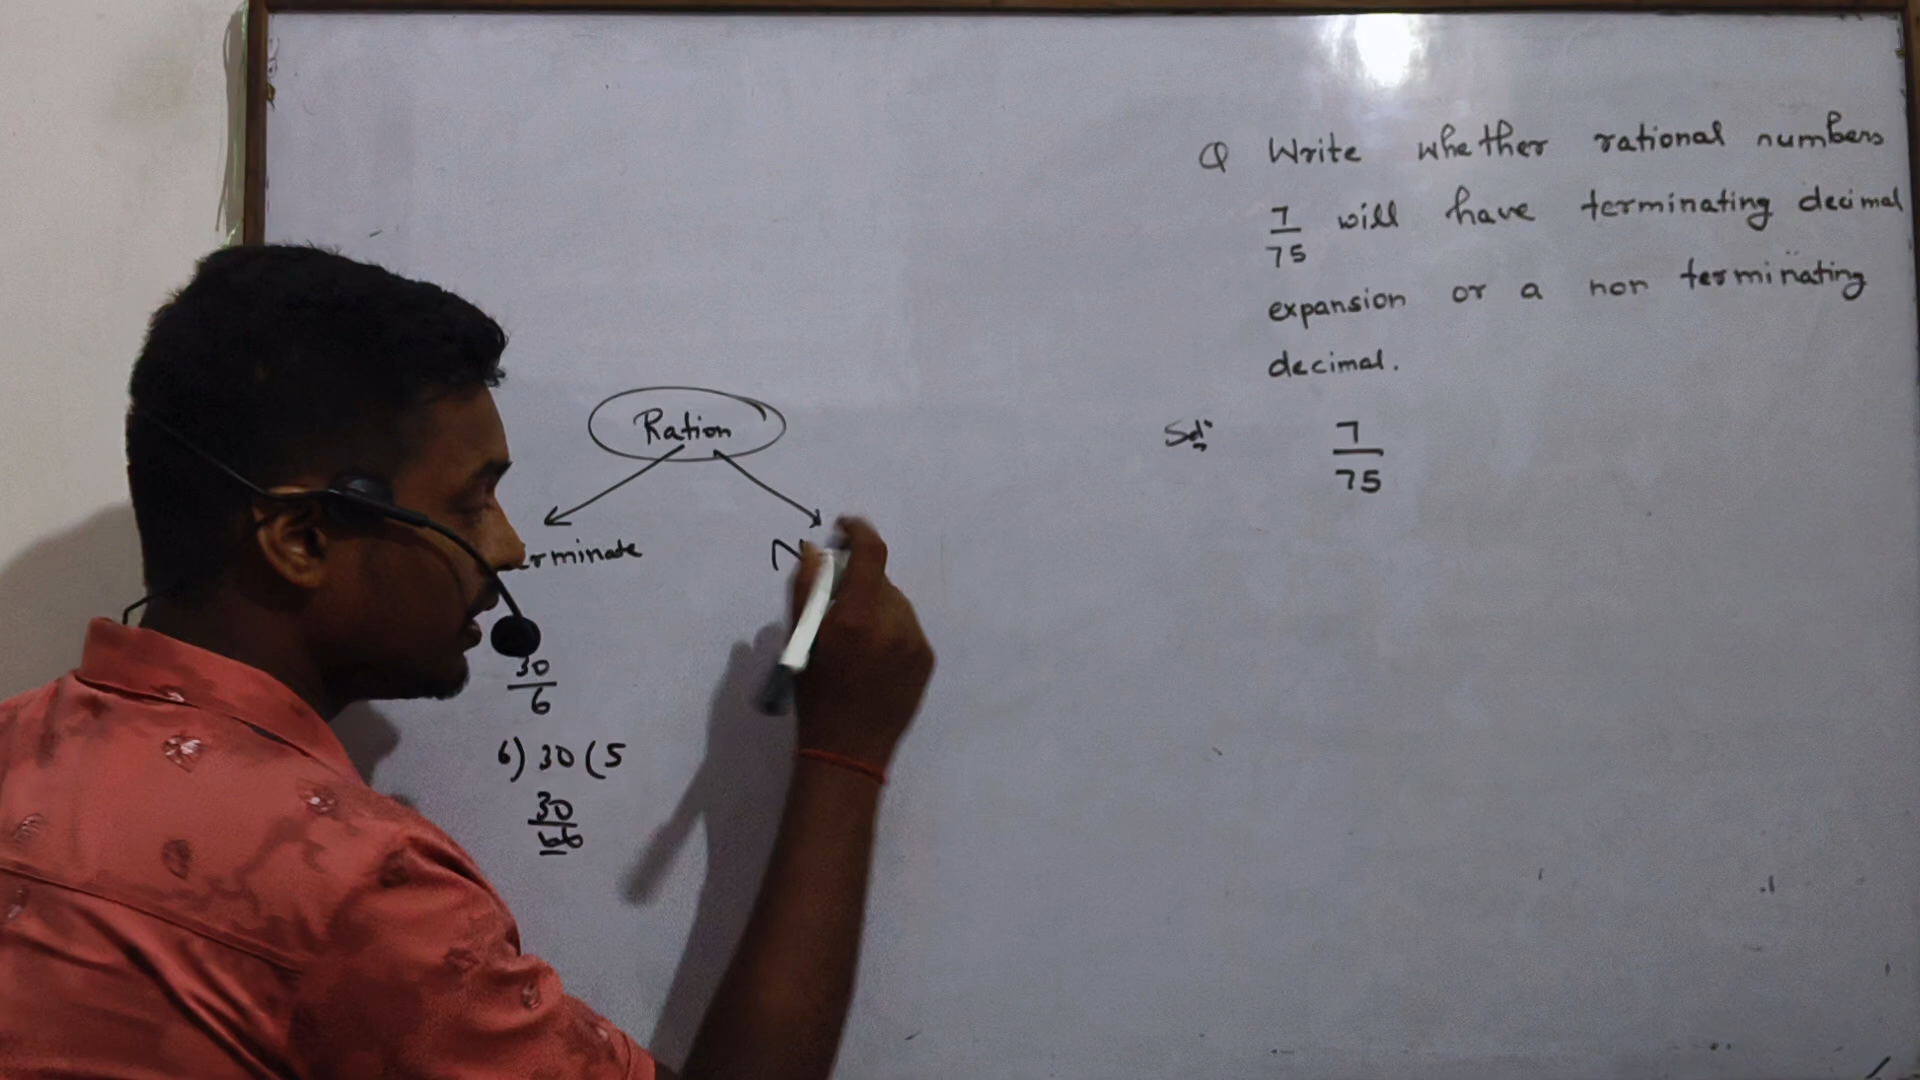 Q Write whether rational numbers
7
75 will have terminating decimal
expansion or a non terminating
decimal.
Ration
erminate
N
30
6
6) 30 (5
30
Sol:
7
75